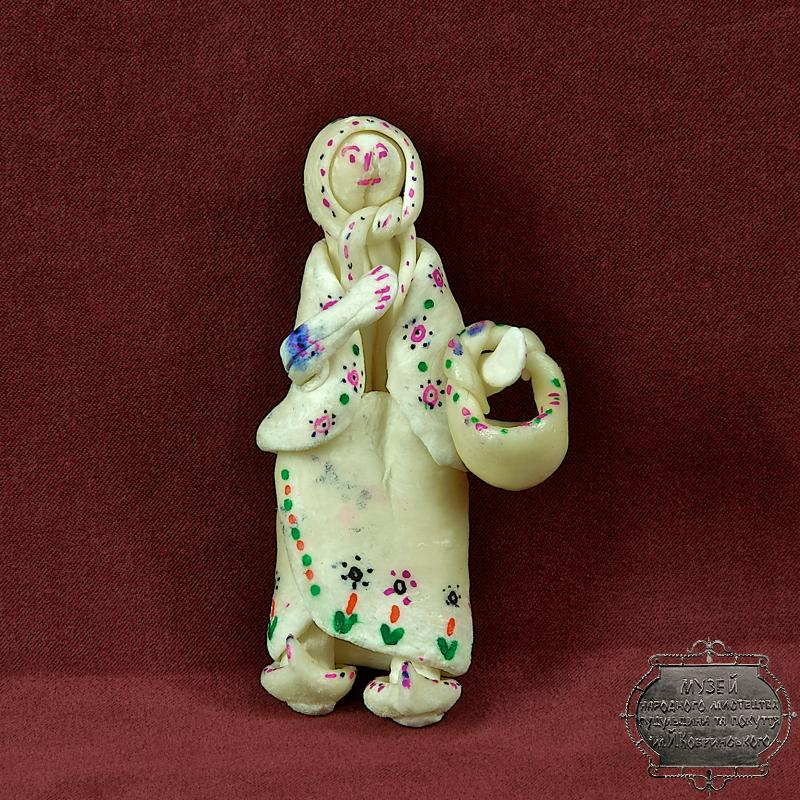 МУЗЕЙ
НАРОДНОГО МИСТЕЦТВА
ГУЦУЛЬЩИНИ ТА ПОКУТТЯ
ІМ. Й. КОБРИНСЬКОГО